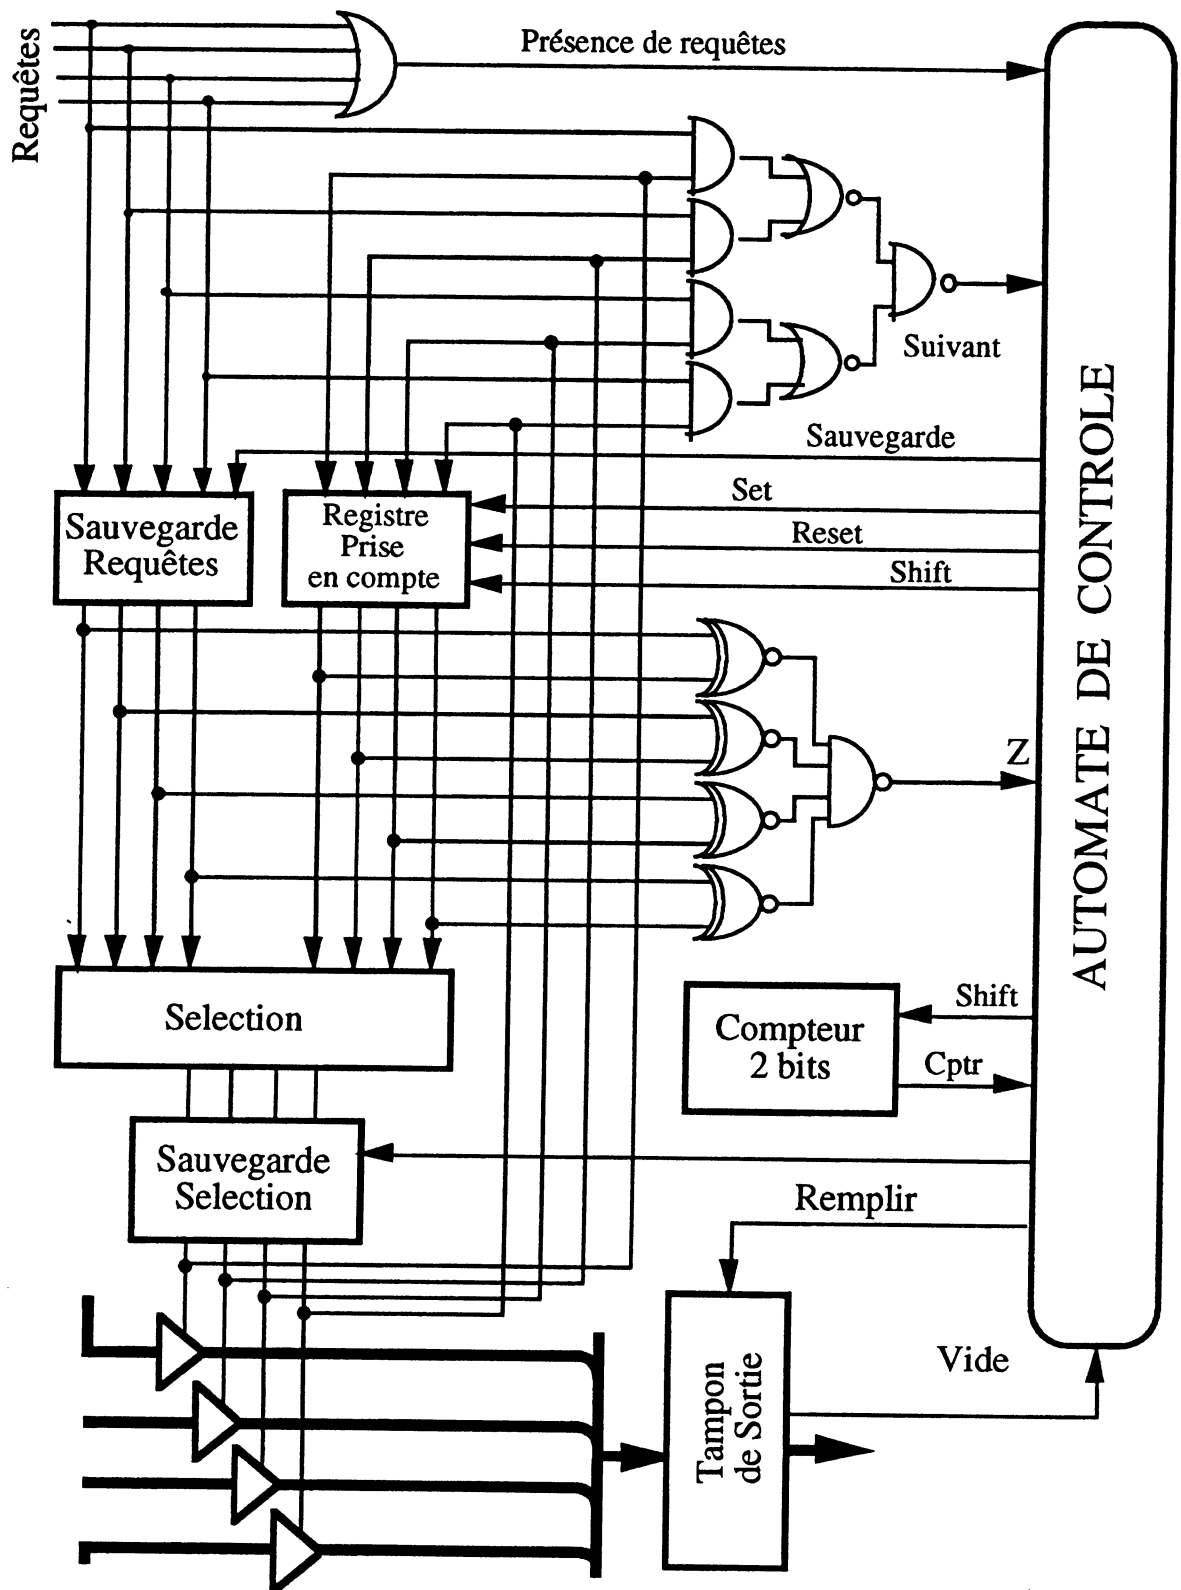 Requêtes
Présence de requêtes
Suivant
Sauvegarde
Set
Reset
Shift
Sauvegarde
Requêtes
Registre
Prise
en compte
AUTOMATE DE CONTROLE
Z
Selection
Shift
Compteur
2 bits
Cptr
Sauvegarde
Selection
Remplir
Tampon
de Sortie
Vide